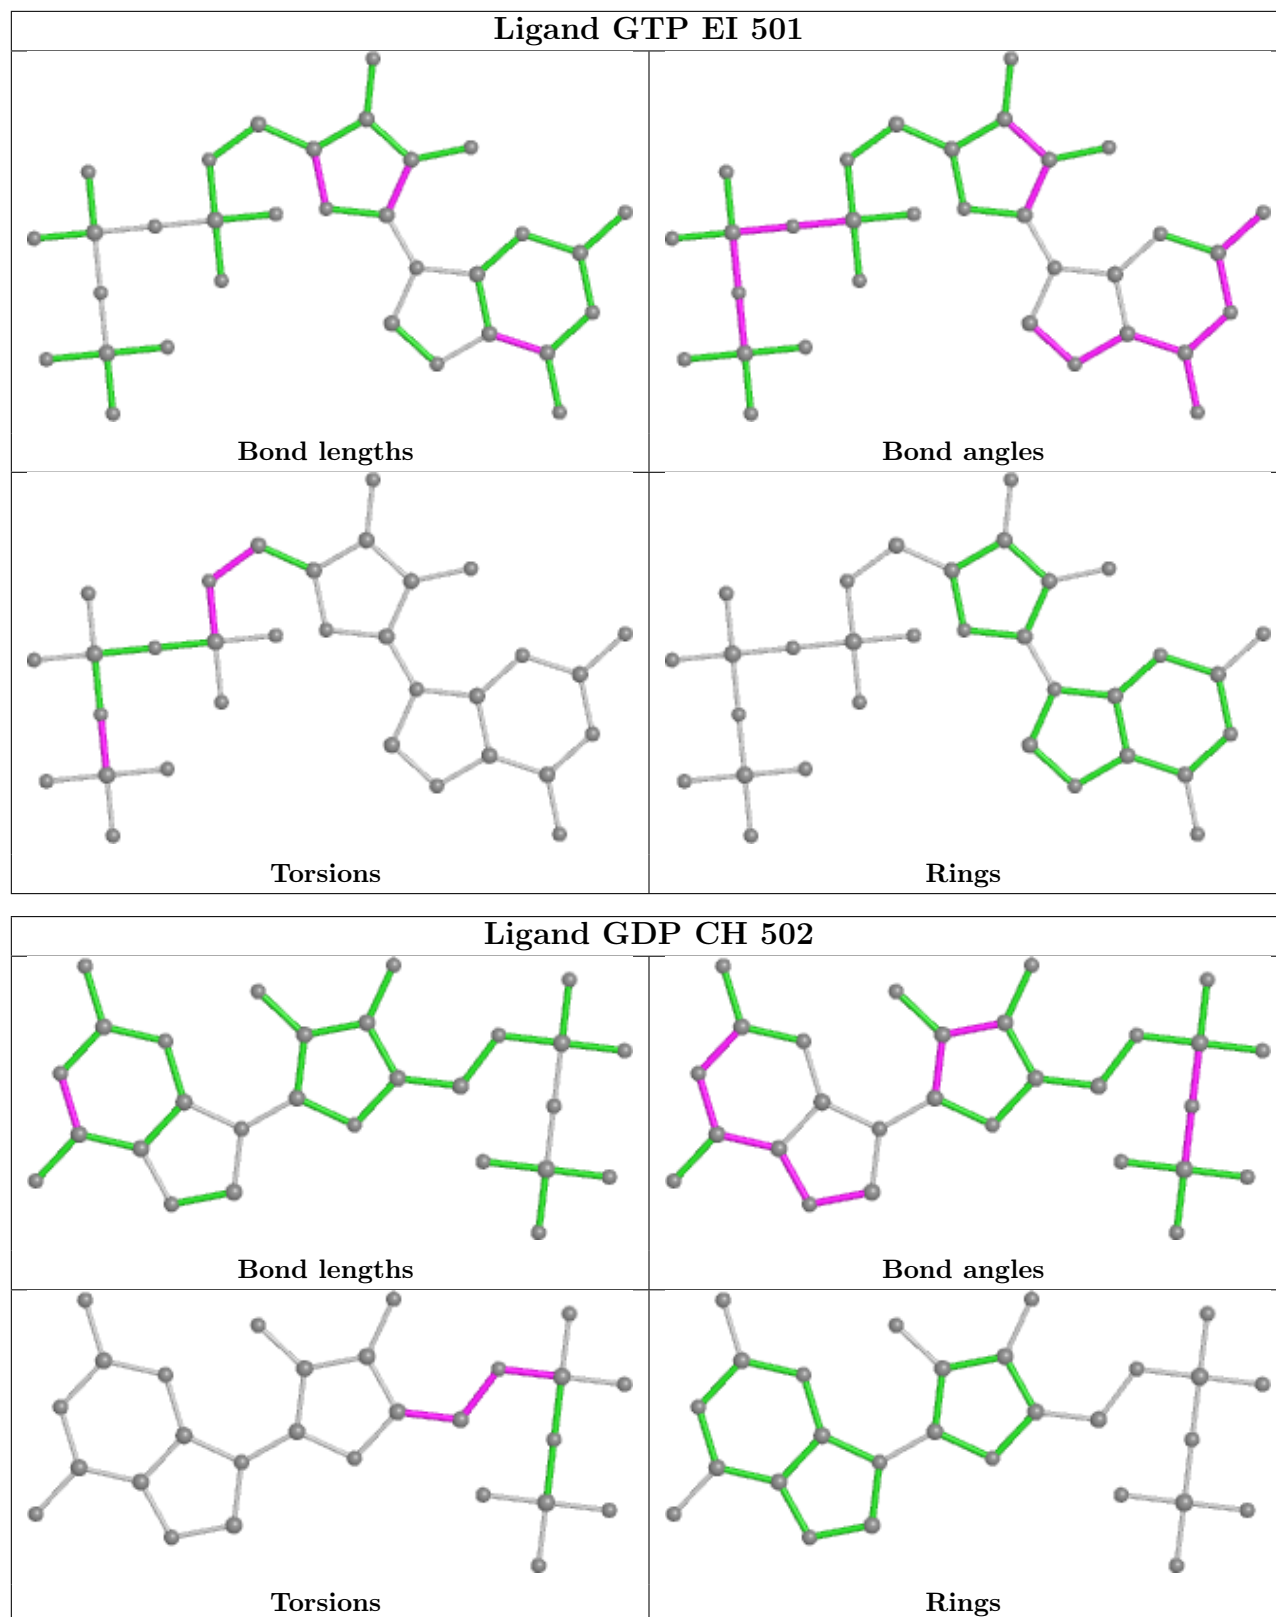 Ligand GTP EI 501
Bond lengths
Bond angles
Torsions
Rings
Ligand GDP CH 502
Bond lengths
Bond angles
Torsions
Rings